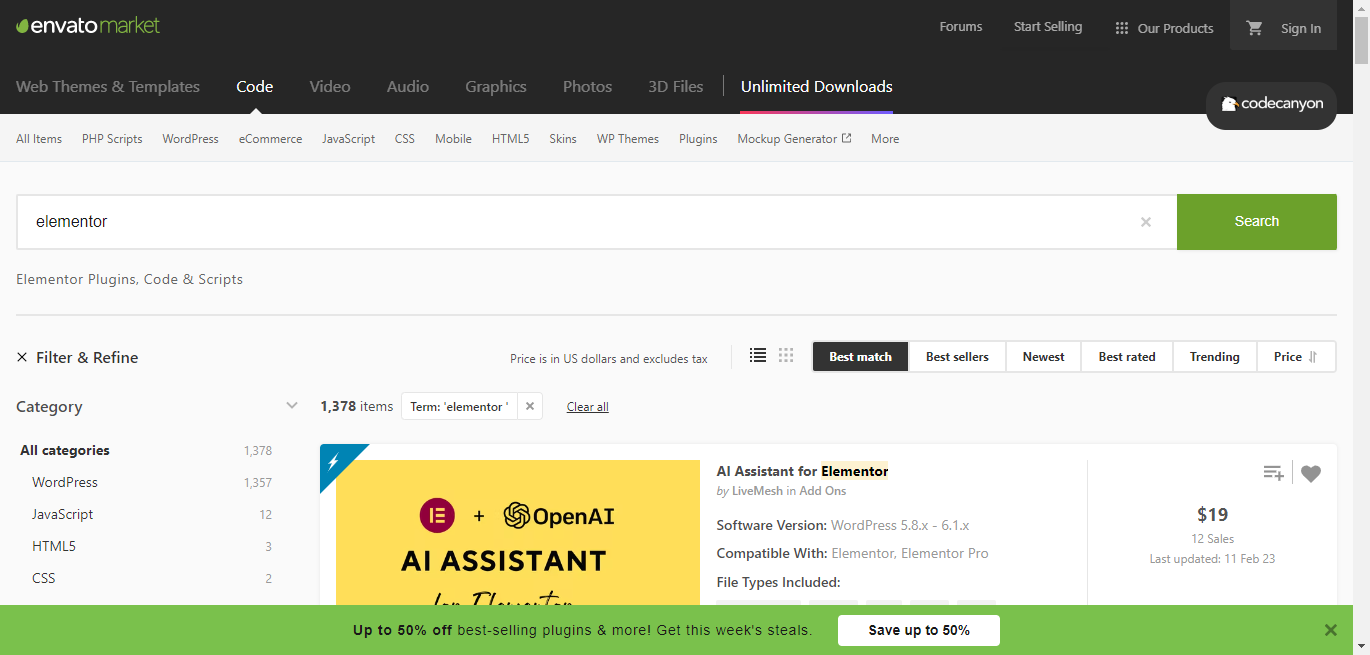 envatomarket
Forums Start Selling Our Products Sign In
Web Themes & Templates Code Video Audio Graphics Photos 3D Files Unlimited Downloads
codecanyon
All Items PHP Scripts WordPress eCommerce JavaScript CSS Mobile HTML5 Skins WP Themes Plugins Mockup Generator More
elementor
Search
Elementor Plugins, Code & Scripts
Filter & Refine
Price is in US dollars and excludes tax
Best match Best sellers Newest Best rated Trending Price
Category
1,378 items Term: 'elementor ' Clear all
All categories 1,378
WordPress 1,357
JavaScript 12
HTML5 3
CSS 2
+ OpenAI
AI ASSISTANT
for Elementor
AI Assistant for Elementor
by LiveMesh in Add Ons
Software Version: WordPress 5.8.x - 6.1.x
Compatible With: Elementor, Elementor Pro
File Types Included:
$19
12 Sales
Last updated: 11 Feb 23
Up to 50% off best-selling plugins & more! Get this week's steals. Save up to 50%